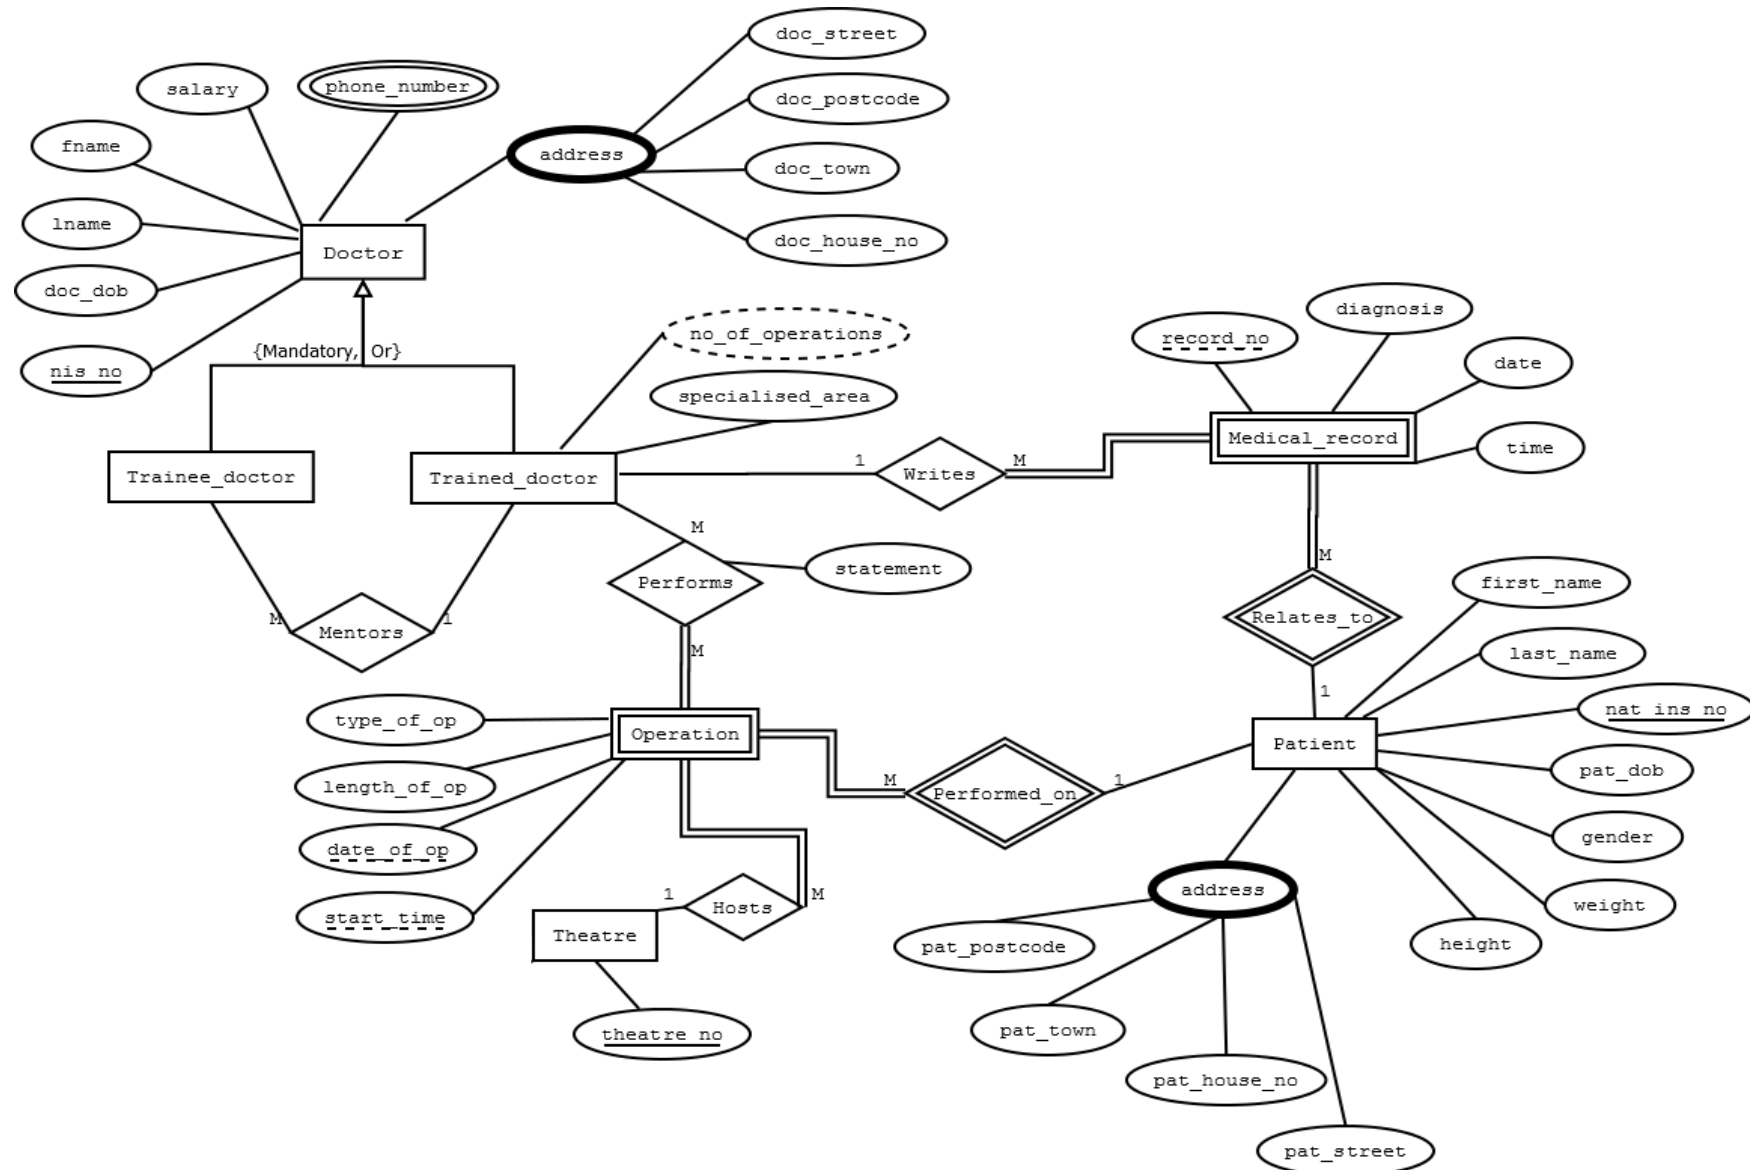 doc_street
salary
phone_number
doc_postcode
fname
address
doc_town
lname
doc_house_no
Doctor
doc_dob
diagnosis
no_of_operations
record_no
{Mandatory, Or}
date
nis_no
specialised_area
Medical_record
time
1
M
Writes
Trainee_doctor
Trained_doctor
M
M
statement
first_name
Performs
Relates_to
M
1
Mentors
M
last_name
1
nat_ins_no
type_of_op
Operation
Patient
pat_dob
length_of_op
M
1
Performed_on
gender
date_of_op
address
1
M
Hosts
weight
start_time
Theatre
pat_postcode
height
theatre_no
pat_town
pat_house_no
pat_street